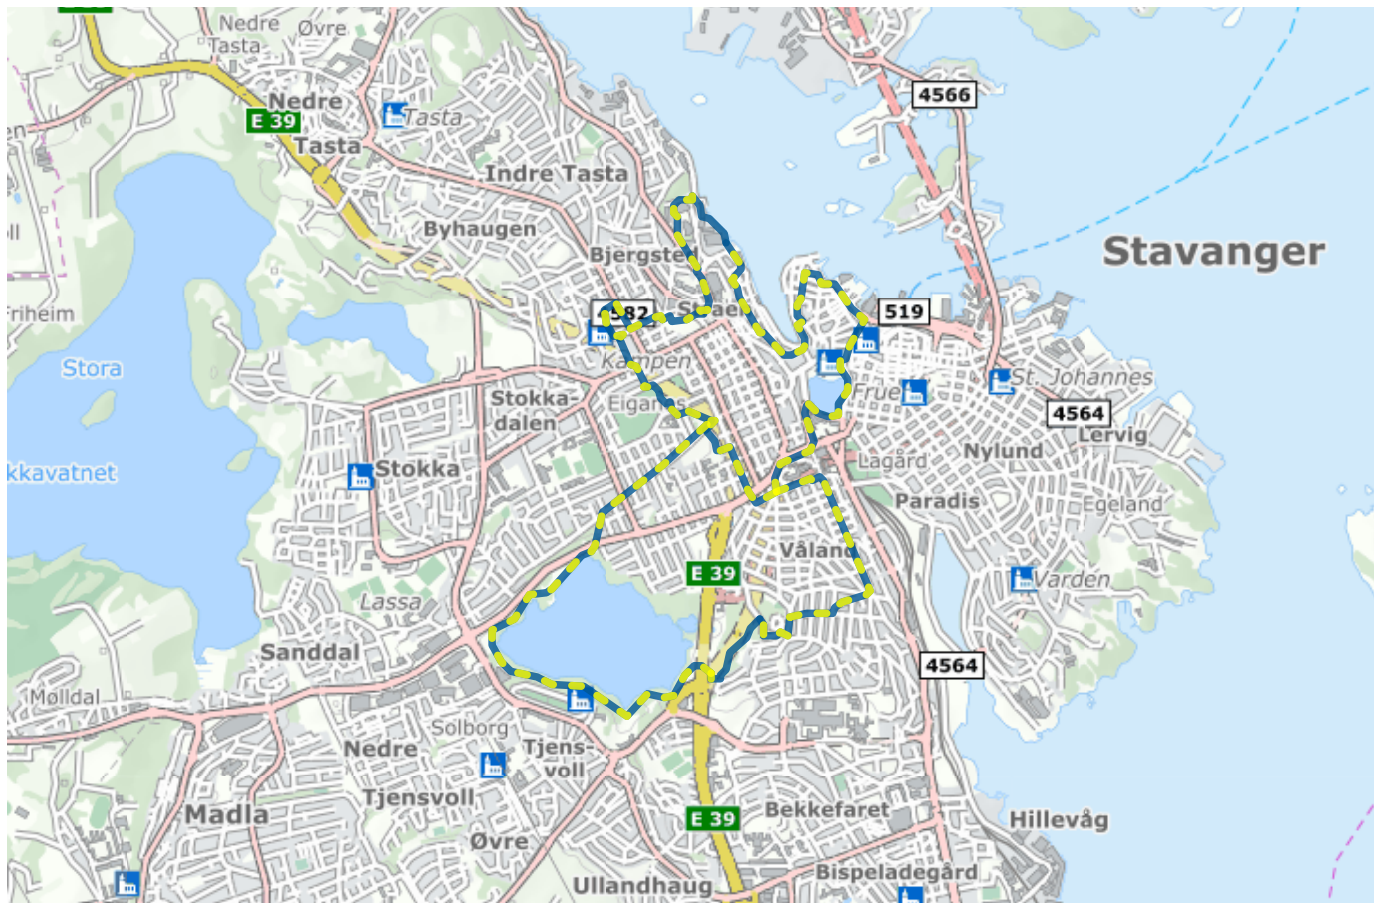 Nedre
Tasta
Øvre
4566
Nedre
Tasta
E 39
Tasta
Indre Tasta
Byhaugen
Bjergsted
Stavanger
Friheim
4582
519
Stora
Kampen
Stokka-
dalen
Eiganes
Frue
St. Johannes
4564
Lervig
Stokka
Lagård
Nylund
kkavatnet
Paradis
Egeland
Våland
E 39
Varden
Lassa
Sanddal
4564
Mølldal
Solborg
Nedre
Tjensvoll
Tjens-
voll
Madla
Øvre
E 39
Bekkefaret
Hillevåg
Ullandhaug
Bispeladegård